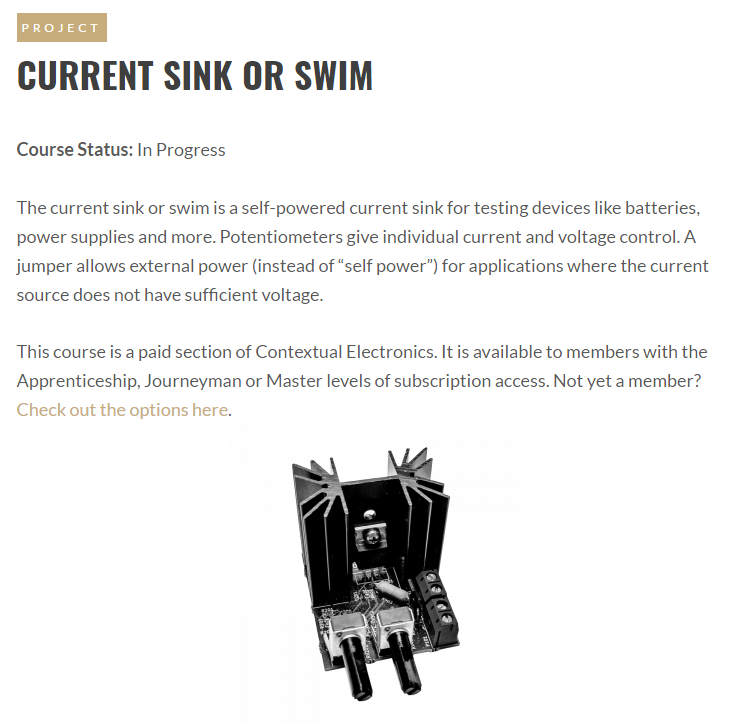 PROJECT
CURRENT SINK OR SWIM
Course Status: In Progress
The current sink or swim is a self-powered current sink for testing devices like batteries,
power supplies and more. Potentiometers give individual current and voltage control. A
jumper allows external power (instead of “self power”) for applications where the current
source does not have sufficient voltage.
This course is a paid section of Contextual Electronics. It is available to members with the
Apprenticeship, Journeyman or Master levels of subscription access. Not yet a member?
Check out the options here.